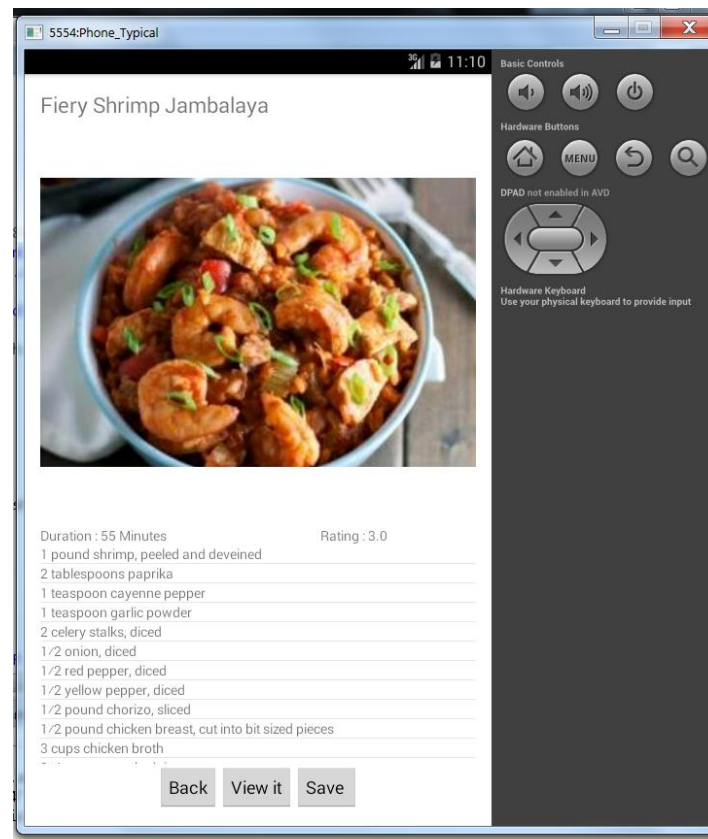 5554:Phone_Typical
3G 11:10
Fiery Shrimp Jambalaya
Duration : 55 Minutes Rating : 3.0
1 pound shrimp, peeled and deveined
2 tablespoons paprika
1 teaspoon cayenne pepper
1 teaspoon garlic powder
2 celery stalks, diced
1⁄2 onion, diced
1⁄2 red pepper, diced
1⁄2 yellow pepper, diced
1⁄2 pound chorizo, sliced
1⁄2 pound chicken breast, cut into bit sized pieces
3 cups chicken broth
Back View it Save
Basic Controls
Hardware Buttons
MENU
DPAD not enabled in AVD
Hardware Keyboard
Use your physical keyboard to provide input